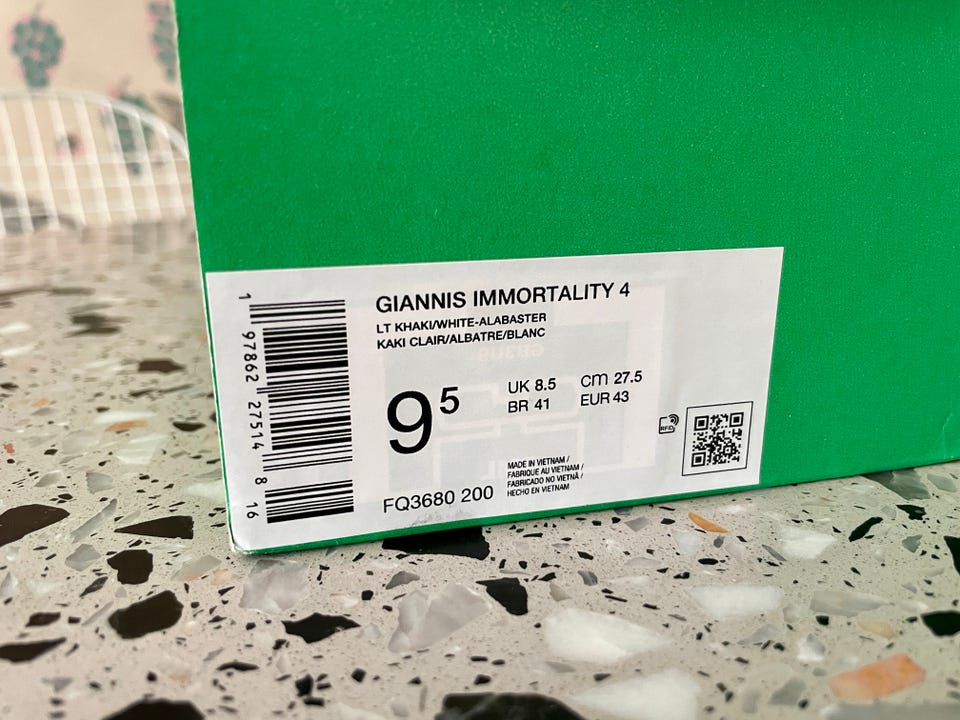 GIANNIS IMMORTALITY 4
LT KHAKI/WHITE-ALABASTER
KAKI CLAIR/ALBATRE/BLANC
9 5
UK 8.5 cm 27.5
BR 41 EUR 43
MADE IN VIETNAM /
FABRIQUE AU VIETNAM /
FABRICADO NO VIETNÃ /
HECHO EN VIETNAM
FQ3680 200
RFID
1 97862 27514 8 16